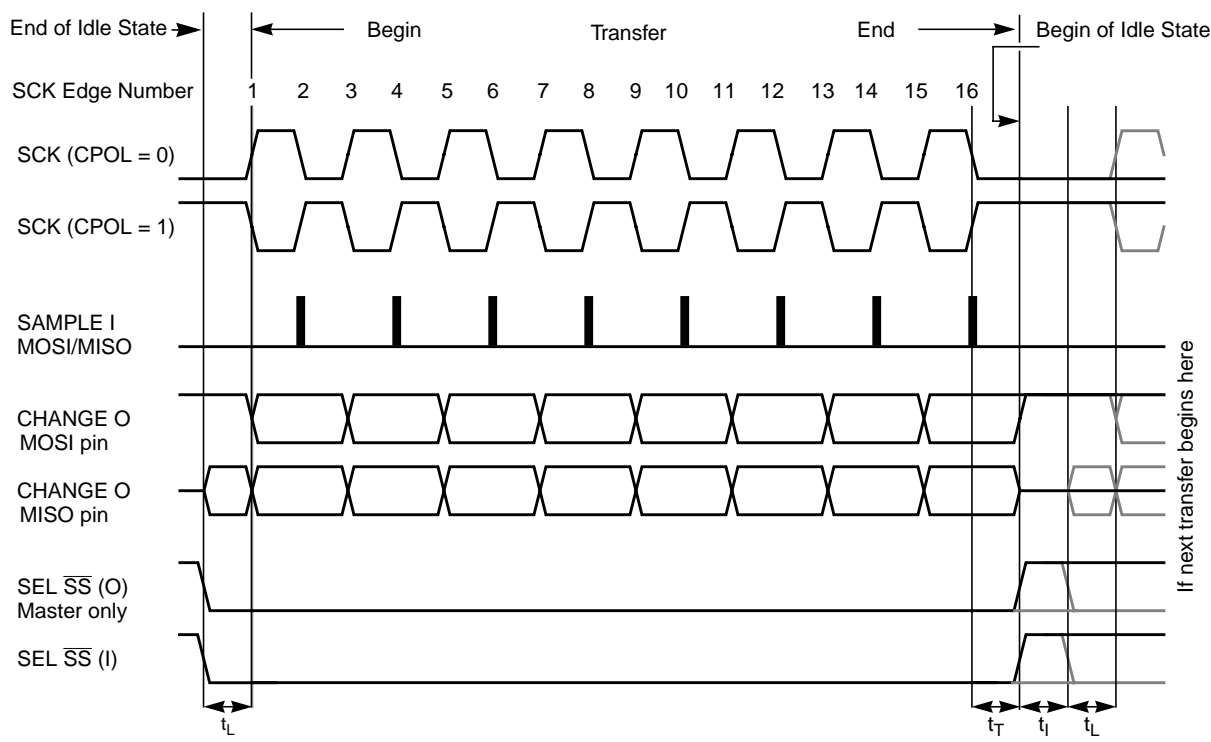 End of Idle State
Begin
Transfer
End
Begin of Idle State
SCK Edge Number
1 2 3 4 5 6 7 8 9 10 11 12 13 14 15 16
SCK (CPOL = 0)
SCK (CPOL = 1)
SAMPLE I
MOSI/MISO
CHANGE O
MOSI pin
CHANGE O
MISO pin
SEL S̅S̅ (O)
Master only
SEL S̅S̅ (I)
If next transfer begins here
tL
tT
tI
tL